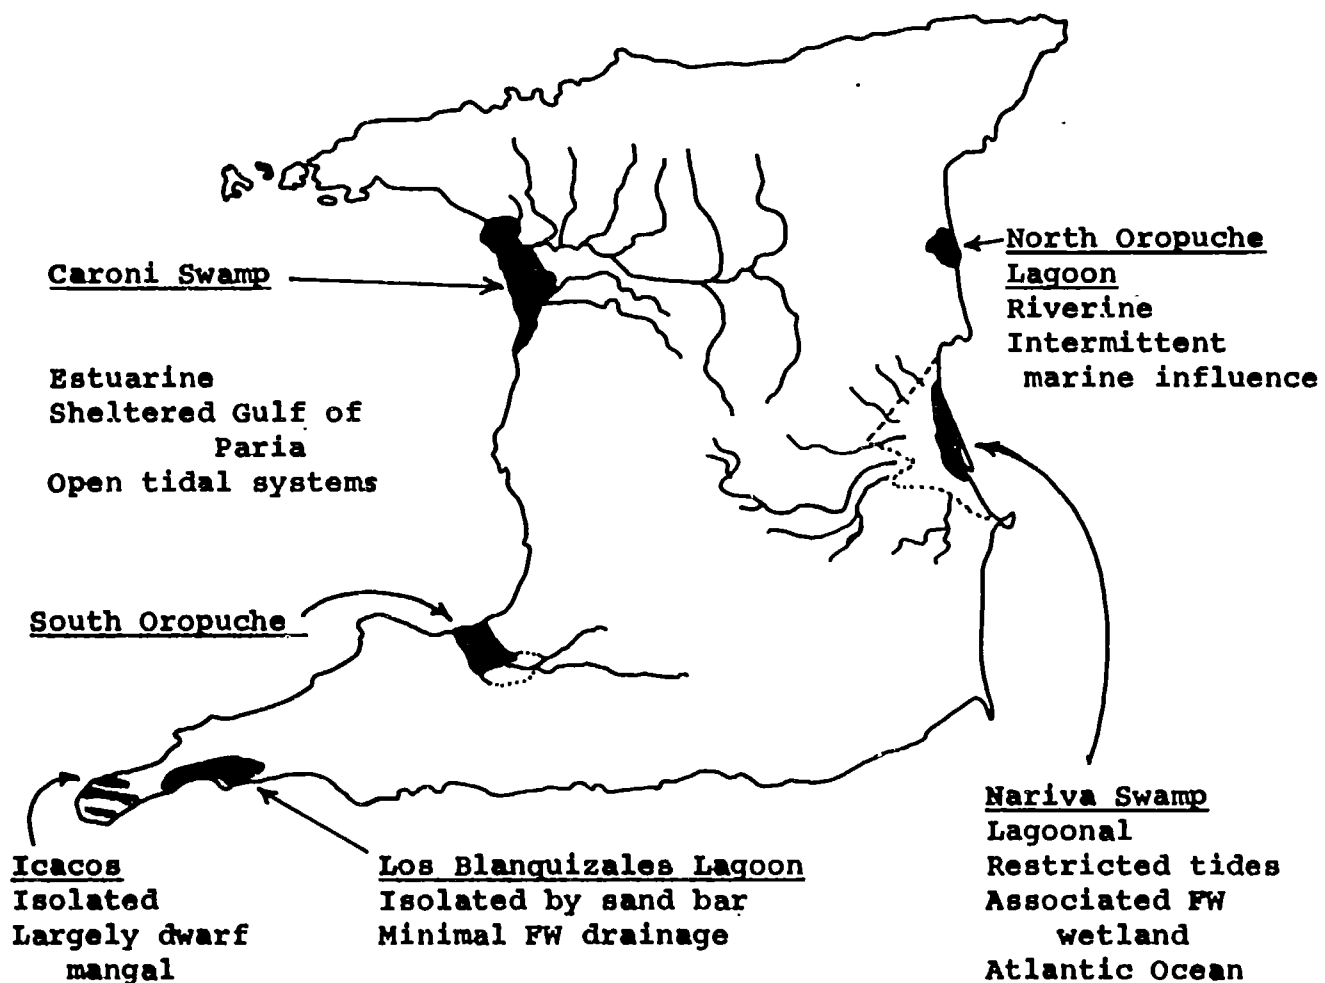 North Oropuche
Lagoon
Riverine
Intermittent
marine influence
Caroni Swamp
Estuarine
Sheltered Gulf of
Paria
Open tidal systems
South Oropuche
Icacos
Isolated
Largely dwarf
mangal
Los Blanquizales Lagoon
Isolated by sand bar
Minimal FW drainage
Nariva Swamp
Lagoonal
Restricted tides
Associated FW
wetland
Atlantic Ocean